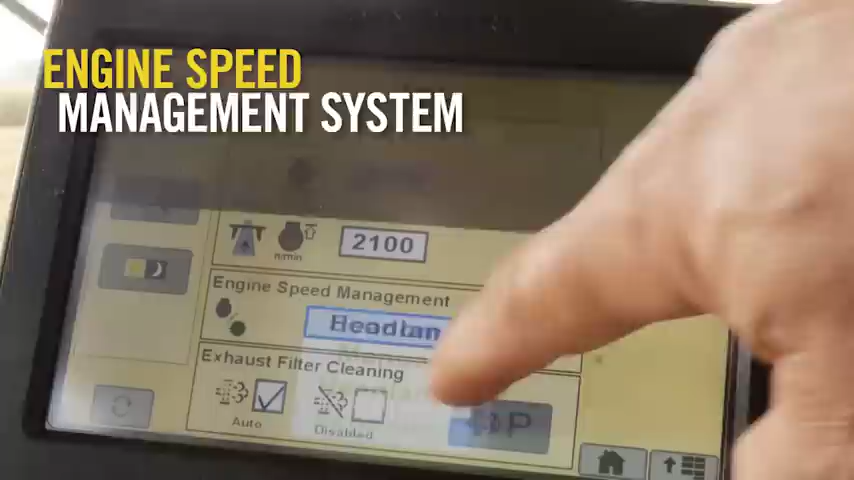 ENGINE SPEED
MANAGEMENT SYSTEM
n/min
2100
Engine Speed Management
Exhaust Filter Cleaning
Auto
Disabled
P